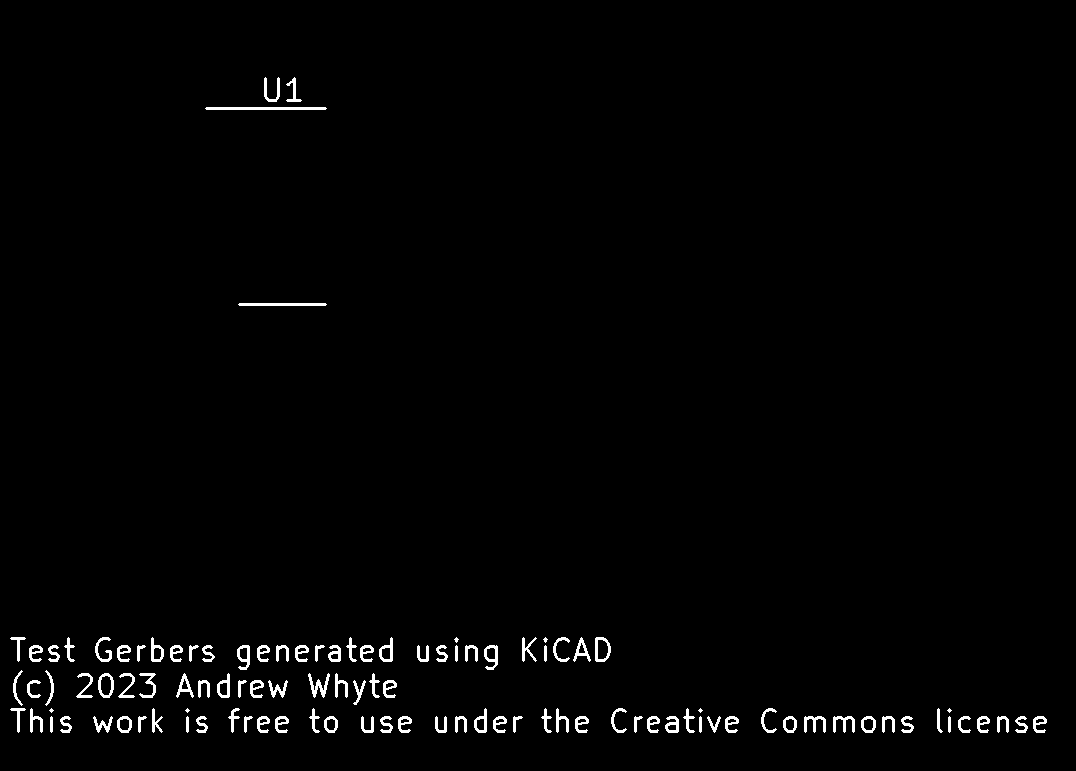 U1
Test Gerbers generated using KiCAD
(c) 2023 Andrew Whyte
This work is free to use under the Creative Commons license